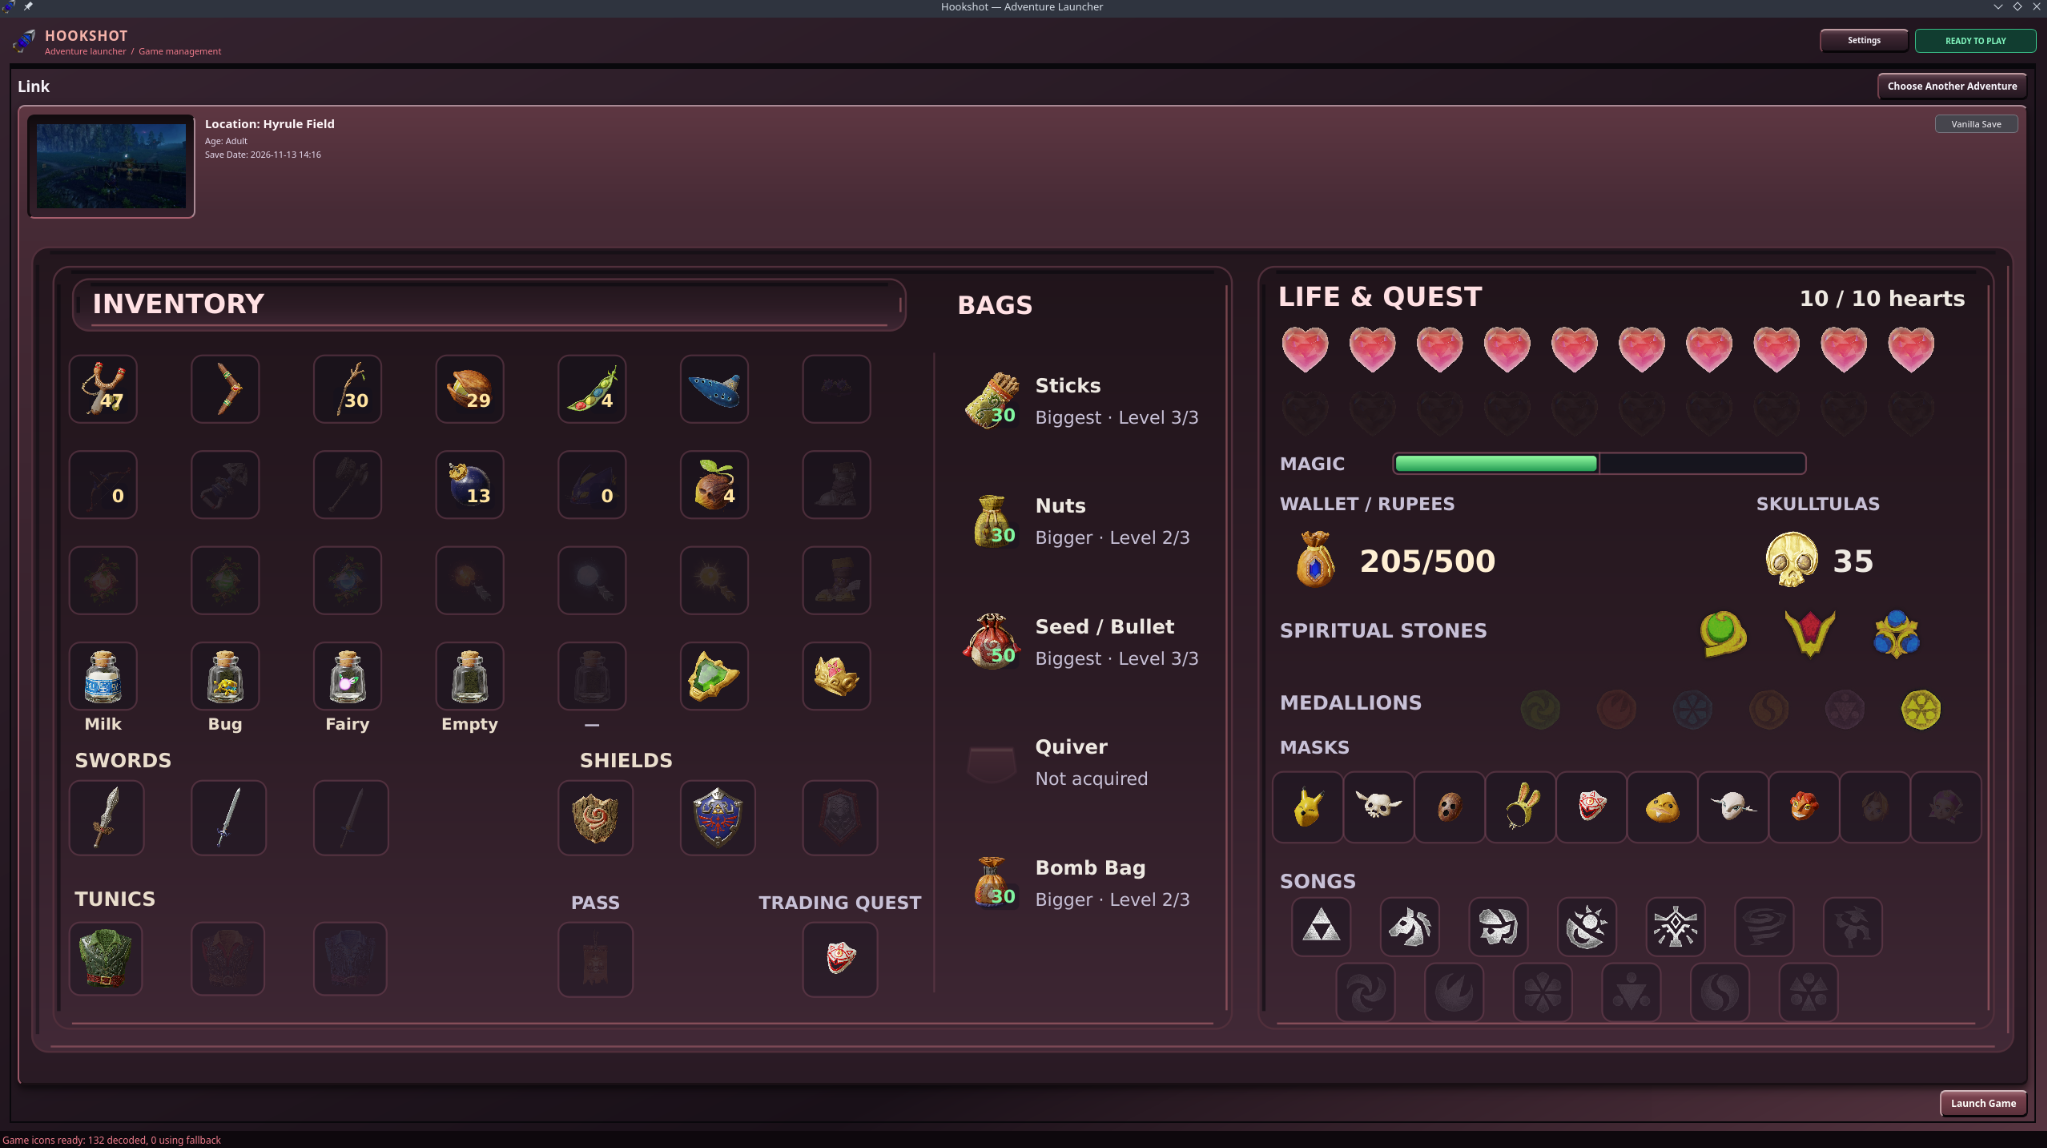 Hookshot — Adventure Launcher
HOOKSHOT
Adventure launcher / Game management
Settings
READY TO PLAY
Link
Choose Another Adventure
Location: Hyrule Field
Age: Adult
Save Date: 2026-11-13 14:16
Vanilla Save
INVENTORY
47
30
29
4
0
13
0
4
Milk
Bug
Fairy
Empty
—
SWORDS
SHIELDS
TUNICS
PASS
TRADING QUEST
BAGS
30
Sticks
Biggest · Level 3/3
30
Nuts
Bigger · Level 2/3
50
Seed / Bullet
Biggest · Level 3/3
Quiver
Not acquired
30
Bomb Bag
Bigger · Level 2/3
LIFE & QUEST
10 / 10 hearts
MAGIC
WALLET / RUPEES
SKULLTULAS
205/500
35
SPIRITUAL STONES
MEDALLIONS
MASKS
SONGS
Launch Game
Game icons ready: 132 decoded, 0 using fallback